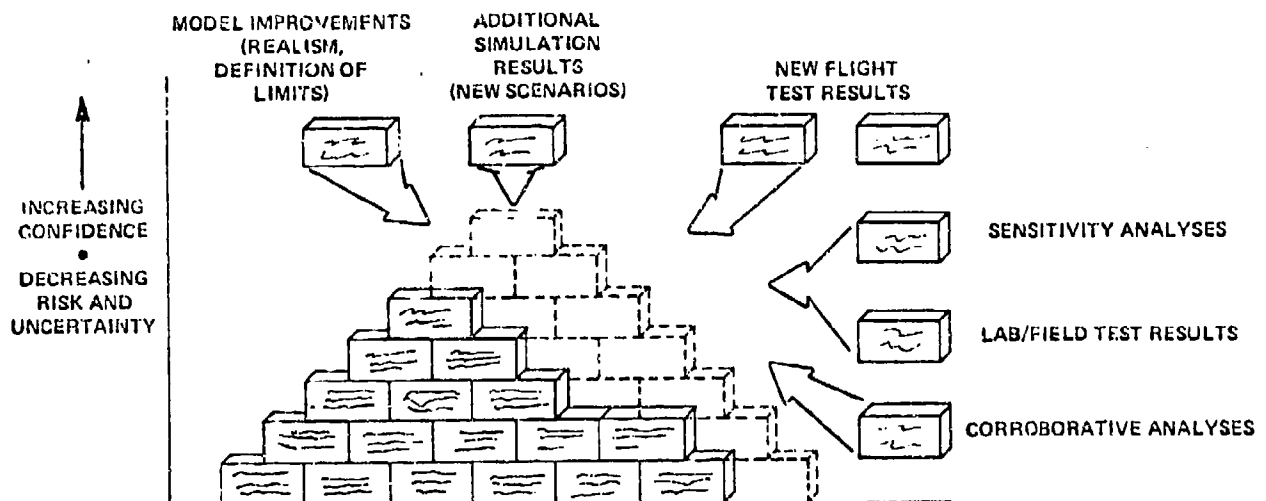 MODEL IMPROVEMENTS
(REALISM,
DEFINITION OF
LIMITS)
ADDITIONAL
SIMULATION
RESULTS
(NEW SCENARIOS)
NEW FLIGHT
TEST RESULTS
INCREASING
CONFIDENCE
•
DECREASING
RISK AND
UNCERTAINTY
SENSITIVITY ANALYSES
LAB/FIELD TEST RESULTS
CORROBORATIVE ANALYSES